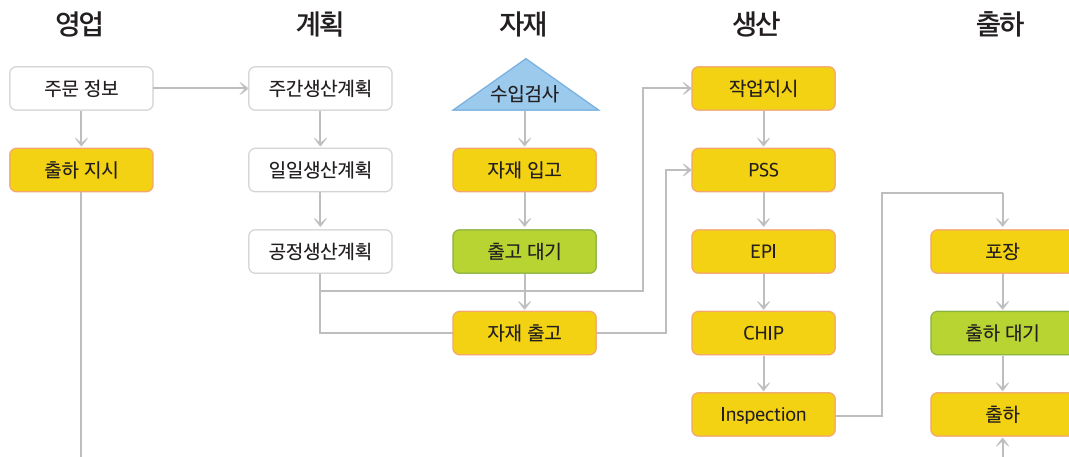 영업
계획
자재
생산
출하
주문 정보
출하 지시
주간생산계획
일일생산계획
공정생산계획
수입검사
자재 입고
출고 대기
자재 출고
작업지시
PSS
EPI
CHIP
Inspection
포장
출하 대기
출하